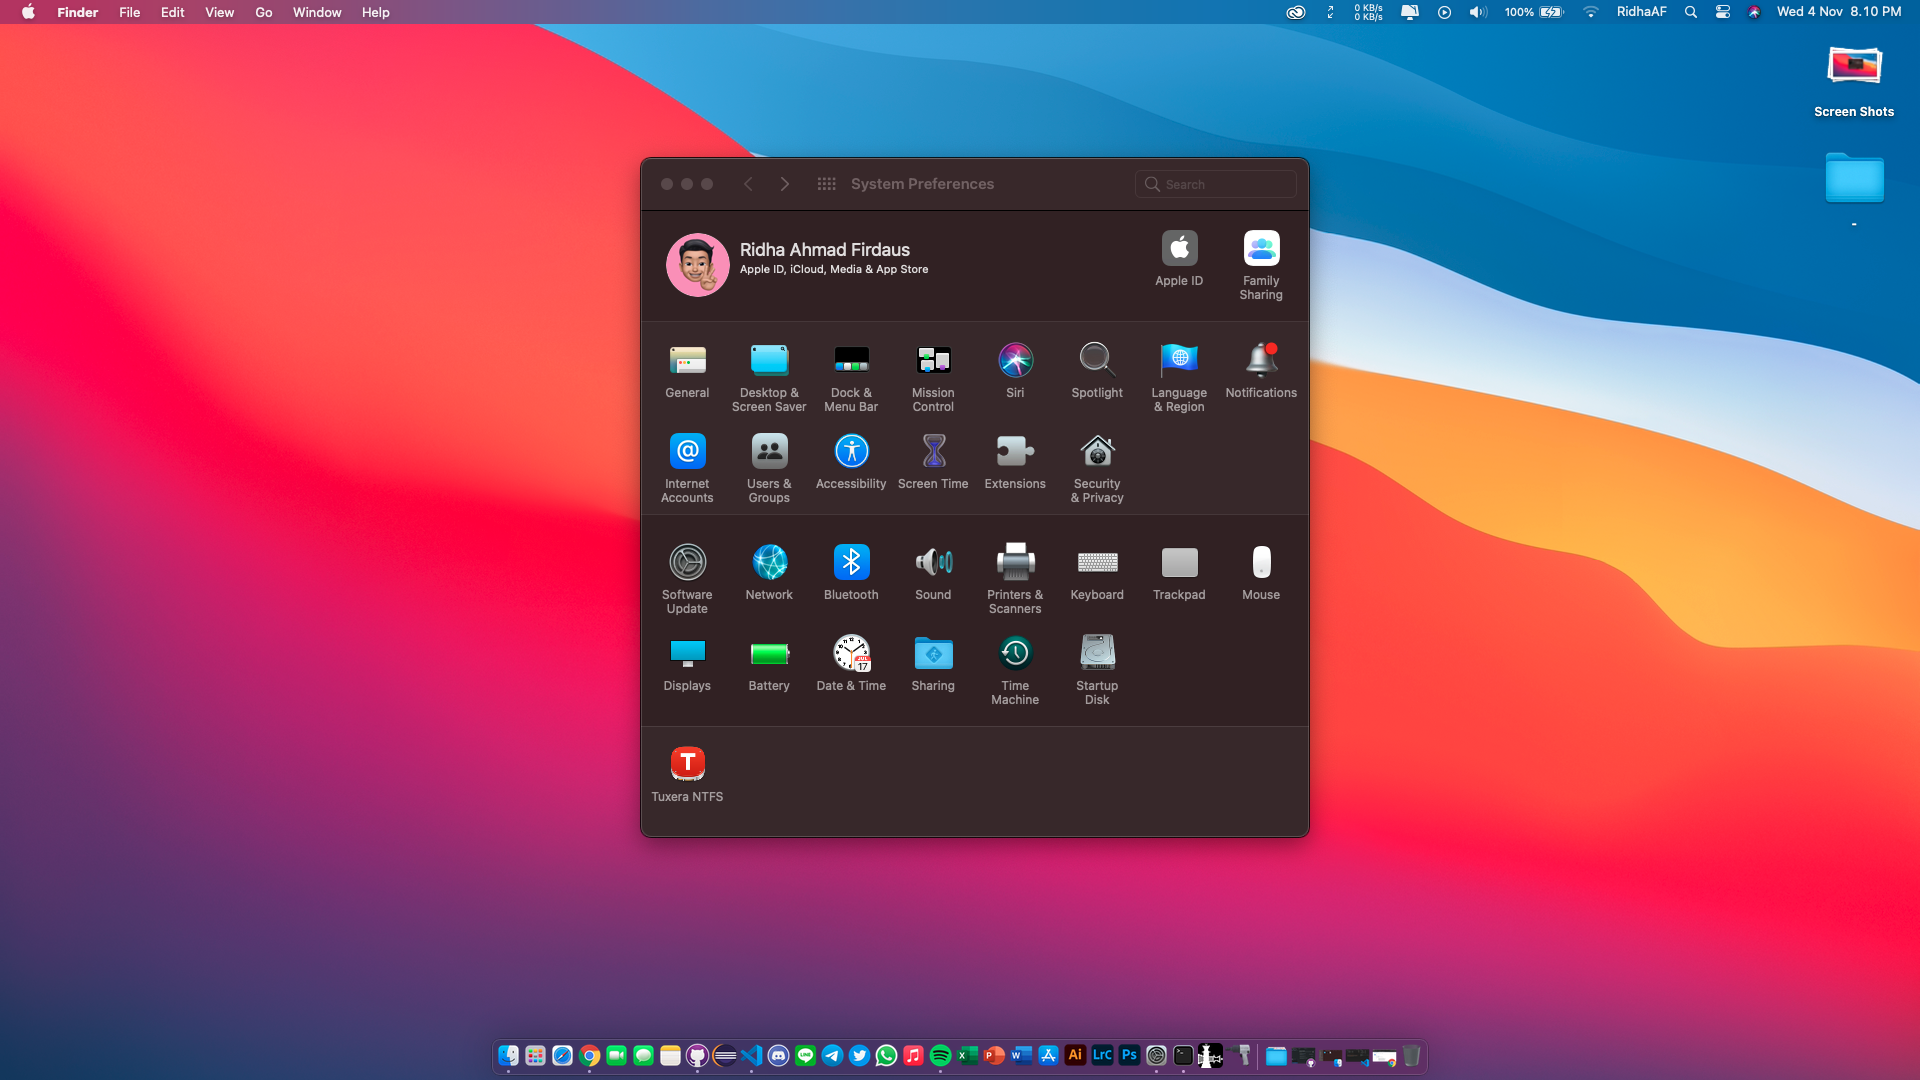 Finder File Edit View Go Window Help
0 KB/s
0 KB/s
100% RidhaAF Wed 4 Nov 8.10 PM
Screen Shots
-
System Preferences
Search
Ridha Ahmad Firdaus
Apple ID, iCloud, Media & App Store
Apple ID
Family
Sharing
General
Desktop &
Screen Saver
Dock &
Menu Bar
Mission
Control
Siri
Spotlight
Language
& Region
Notifications
Internet
Accounts
Users &
Groups
Accessibility
Screen Time
Extensions
Security
& Privacy
Software
Update
Network
Bluetooth
Sound
Printers &
Scanners
Keyboard
Trackpad
Mouse
Displays
Battery
JUL
17
Date & Time
Sharing
Time
Machine
Startup
Disk
T
Tuxera NTFS
LINE
X
P
W
Ai
LrC
Ps